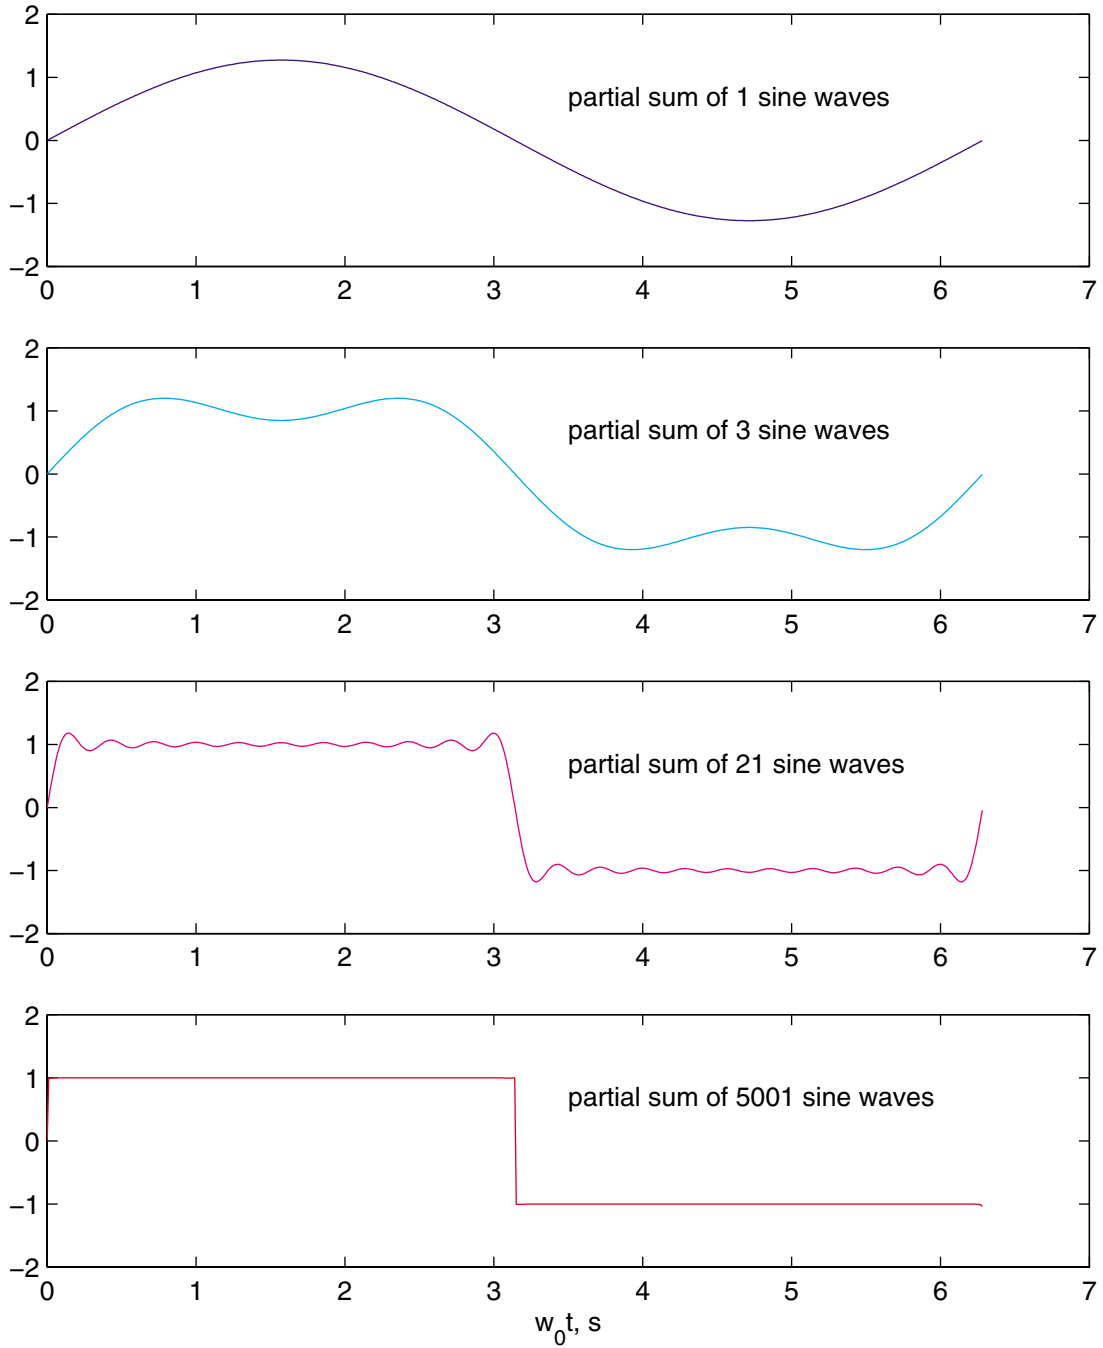 2
1
partial sum of 1 sine waves
0
−1
−2
0 1 2 3 4 5 6 7
2
1
partial sum of 3 sine waves
0
−1
−2
0 1 2 3 4 5 6 7
2
1
partial sum of 21 sine waves
0
−1
−2
0 1 2 3 4 5 6 7
2
1
partial sum of 5001 sine waves
0
−1
−2
0 1 2 3 4 5 6 7
w₀t, s